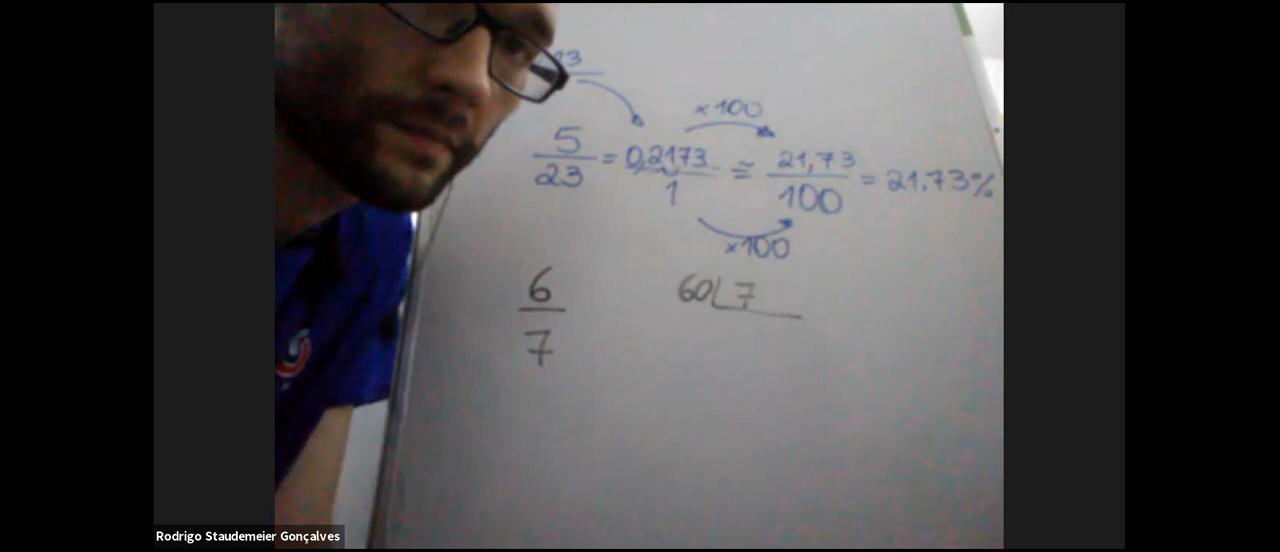 13
5/23 = 0,2173/1 ≅ 21,73/100 = 21,73%
×100
×100
6/7
60 7
Rodrigo Staudemeier Gonçalves